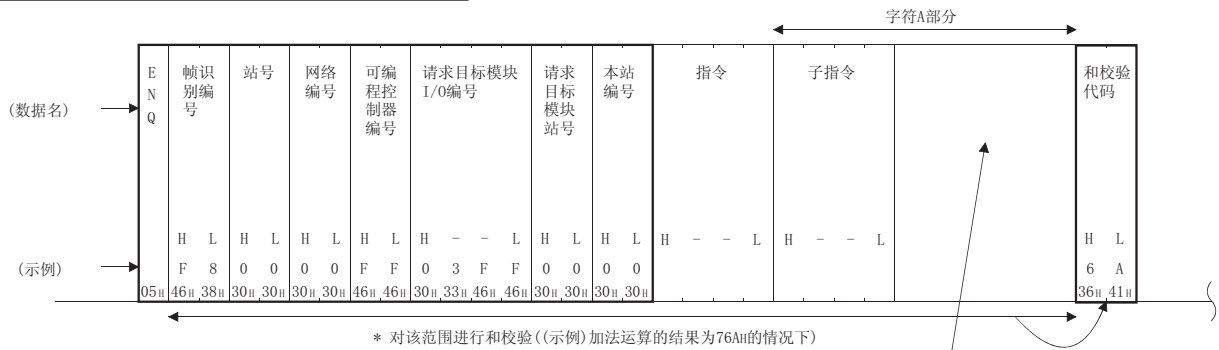 字符A部分
(数据名)
E
N
Q
帧识
别编
号
站号
网络
编号
可编
程控
制器
编号
请求目标模块
I/O编号
请求
目标
模块
站号
本站
编号
指令
子指令
和校验
代码
H L H L H L H L H - - L H L H L H - - L H - - L H L
(示例)
F 8 0 0 0 0 F F 0 3 F F 0 0 0 0 6 A
05H 46H 38H 30H 30H 30H 30H 46H 46H 30H 33H 46H 46H 30H 30H 30H 30H 36H 41H
* 对该范围进行和校验((示例)加法运算的结果为76AH的情况下)